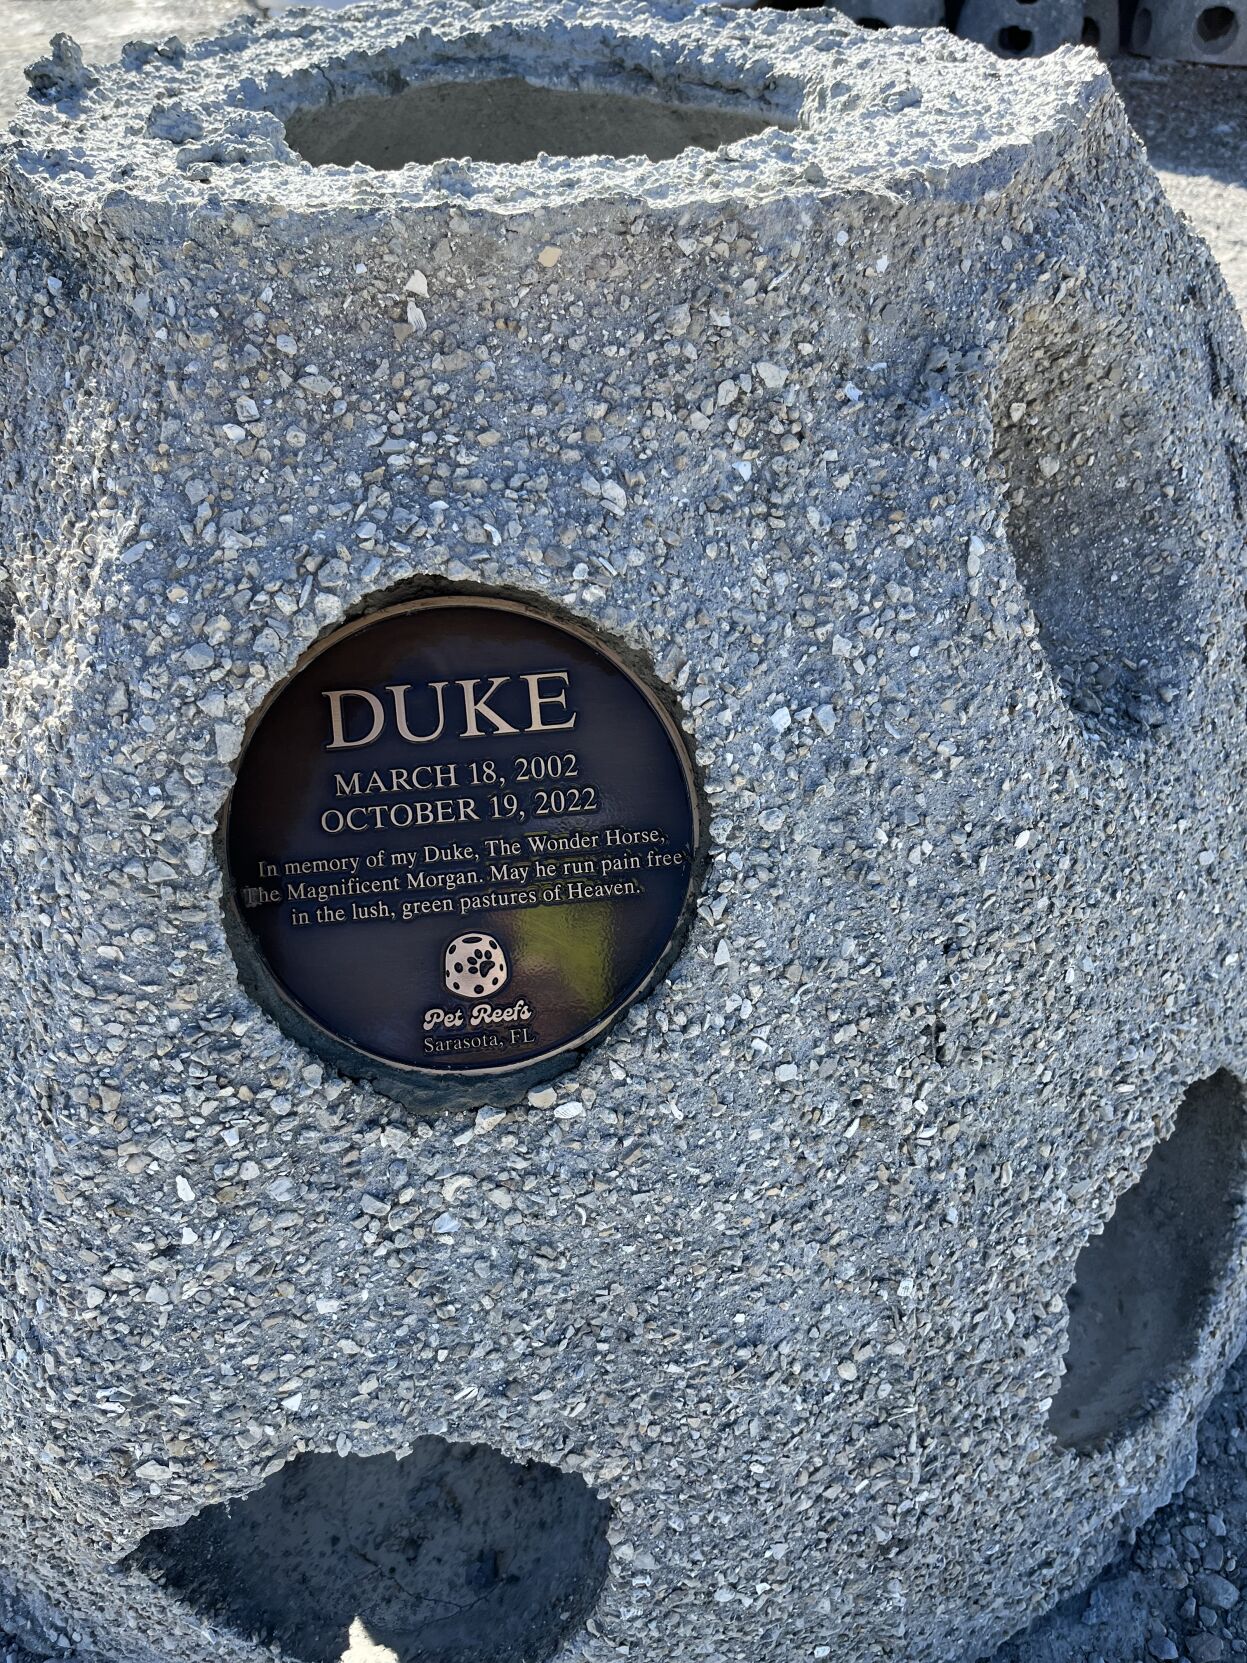 DUKE
MARCH 18, 2002
OCTOBER 19, 2022
In memory of my Duke, The Wonder Horse,
The Magnificent Morgan. May he run pain free
in the lush, green pastures of Heaven.
Pet Reefs
Sarasota, FL